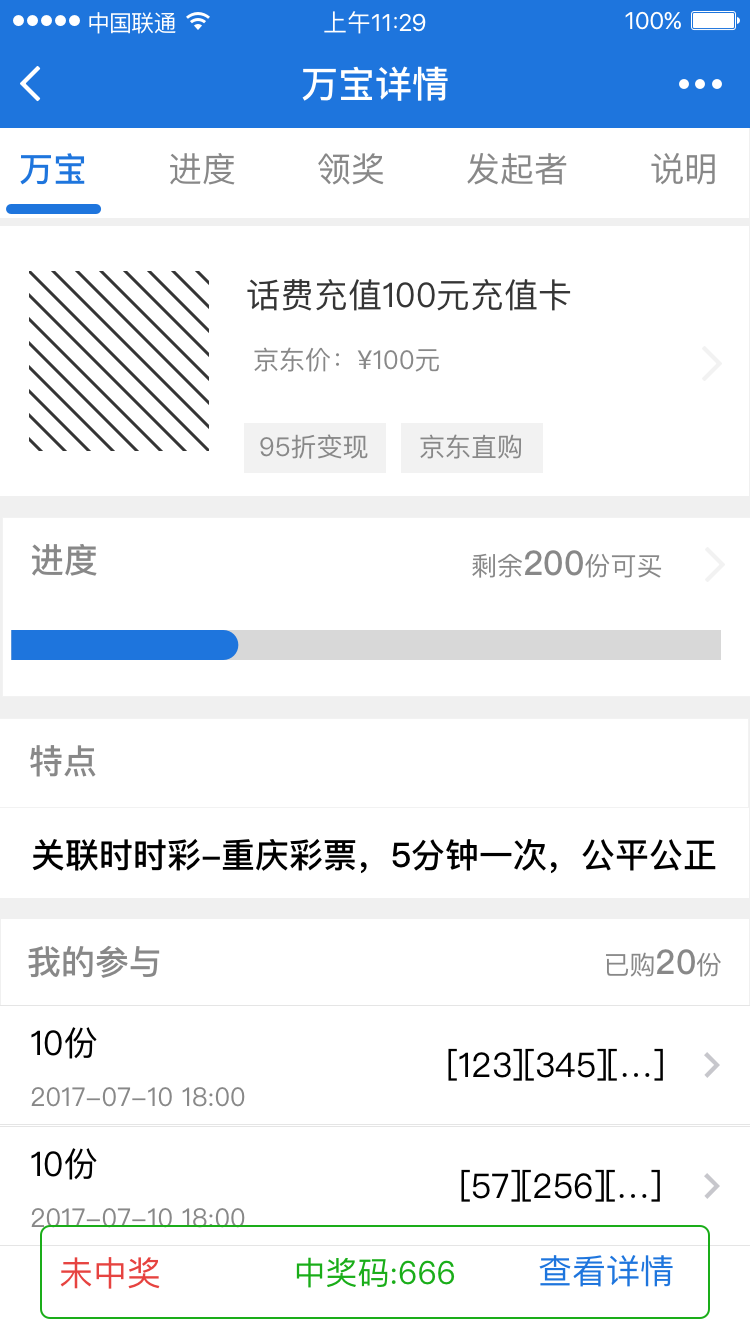 中国联通 上午11:29 100%
万宝详情
万宝 进度 领奖 发起者 说明
话费充值100元充值卡
京东价：¥100元
95折变现 京东直购
进度 剩余200份可买
特点
关联时时彩–重庆彩票，5分钟一次，公平公正
我的参与 已购20份
10份
[123][345][...]
2017–07–10 18:00
10份
[57][256][...]
2017–07–10 18:00
未中奖 中奖码:666 查看详情